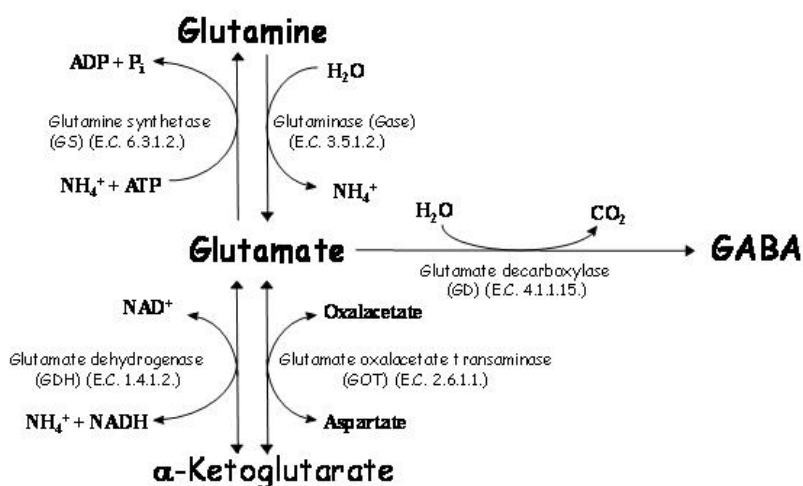 Glutamine
ADP + Pi
H₂O
Glutamine synthetase
(GS) (E.C. 6.3.1.2.)
Glutaminase (Gase)
(E.C. 3.5.1.2.)
NH₄⁺ + ATP
NH₄⁺
H₂O
CO₂
Glutamate
GABA
Glutamate decarboxylase
(GD) (E.C. 4.1.1.15.)
NAD⁺
Oxalacetate
Glutamate dehydrogenase
(GDH) (E.C. 1.4.1.2.)
Glutamate oxalacetate transaminase
(GOT) (E.C. 2.6.1.1.)
NH₄⁺ + NADH
Aspartate
α-Ketoglutarate